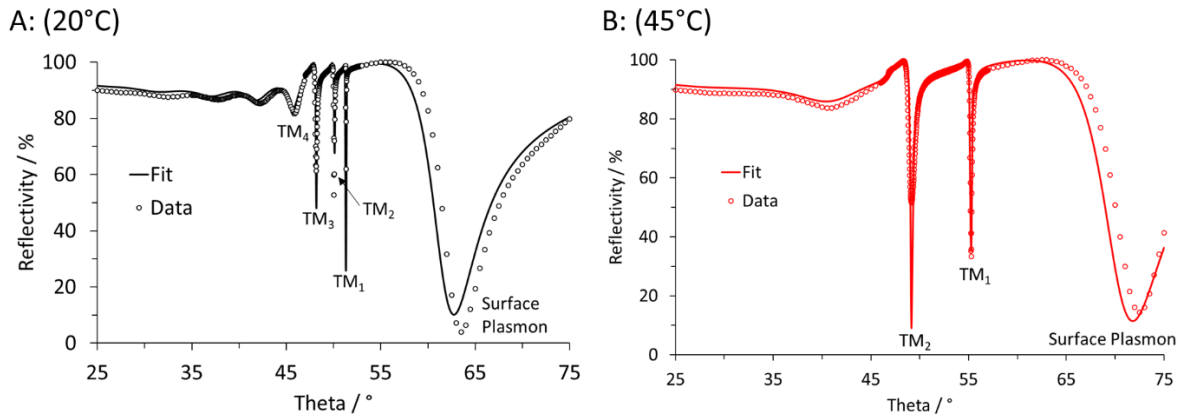 A: (20°C)
Reflectivity / %
100
80
60
40
20
0
TM4
TM3
TM2
TM1
Fit
Data
Surface
Plasmon
25
35
45
55
65
75
Theta / °
B: (45°C)
Reflectivity / %
100
80
60
40
20
0
Fit
Data
TM2
TM1
Surface Plasmon
25
35
45
55
65
75
Theta / °